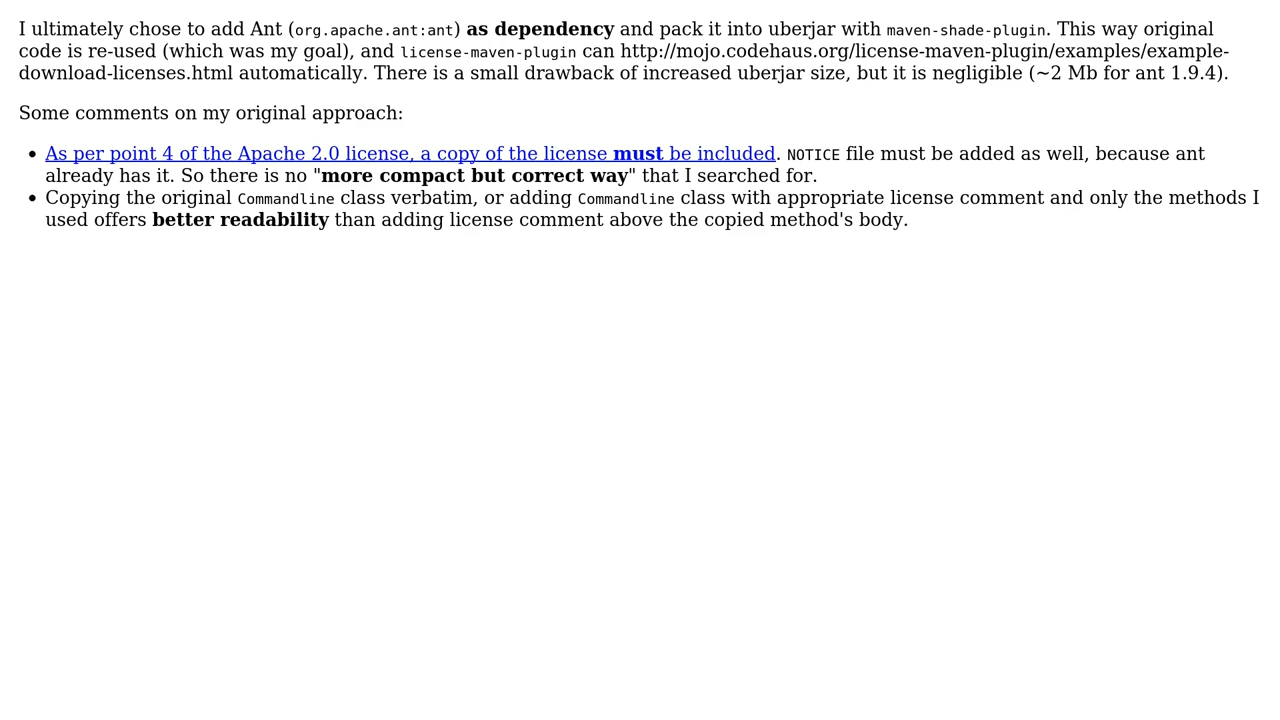 I ultimately chose to add Ant (org.apache.ant:ant) as dependency and pack it into uberjar with maven-shade-plugin. This way original
code is re-used (which was my goal), and license-maven-plugin can http://mojo.codehaus.org/license-maven-plugin/examples/example-
download-licenses.html automatically. There is a small drawback of increased uberjar size, but it is negligible (~2 Mb for ant 1.9.4).
Some comments on my original approach:
• As per point 4 of the Apache 2.0 license, a copy of the license must be included. NOTICE file must be added as well, because ant
already has it. So there is no "more compact but correct way" that I searched for.
• Copying the original Commandline class verbatim, or adding Commandline class with appropriate license comment and only the methods I
used offers better readability than adding license comment above the copied method's body.